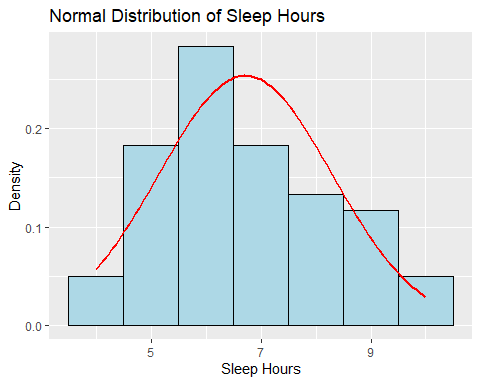 Normal Distribution of Sleep Hours
Density
0.2
0.1
0.0
5 7 9
Sleep Hours